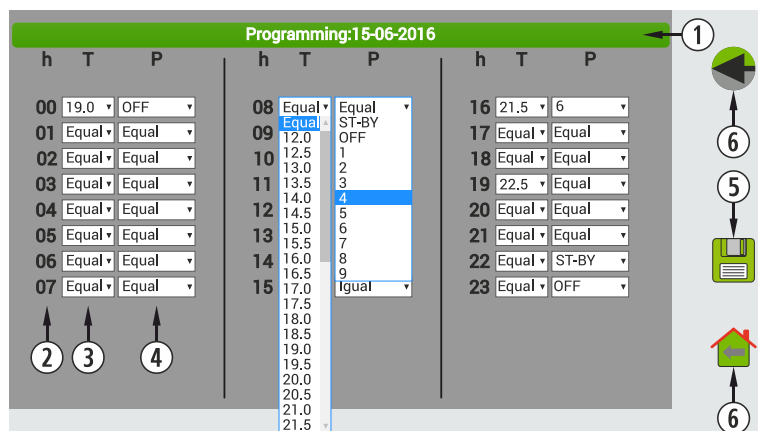 Programming:15-06-2016
1
h T P
00 19.0 OFF
01 Equal Equal
02 Equal Equal
03 Equal Equal
04 Equal Equal
05 Equal Equal
06 Equal Equal
07 Equal Equal
2 3 4
h T P
08 Equal Equal
09
10
11
12
13
14
15 Igual
Equal
12.0
12.5
13.0
13.5
14.0
14.5
15.0
15.5
16.0
16.5
17.0
17.5
18.0
18.5
19.0
19.5
20.0
20.5
21.0
21.5
ST-BY
OFF
1
2
3
4
5
6
7
8
9
h T P
16 21.5 6
17 Equal Equal
18 Equal Equal
19 22.5 Equal
20 Equal Equal
21 Equal Equal
22 Equal ST-BY
23 Equal OFF
6
5
6